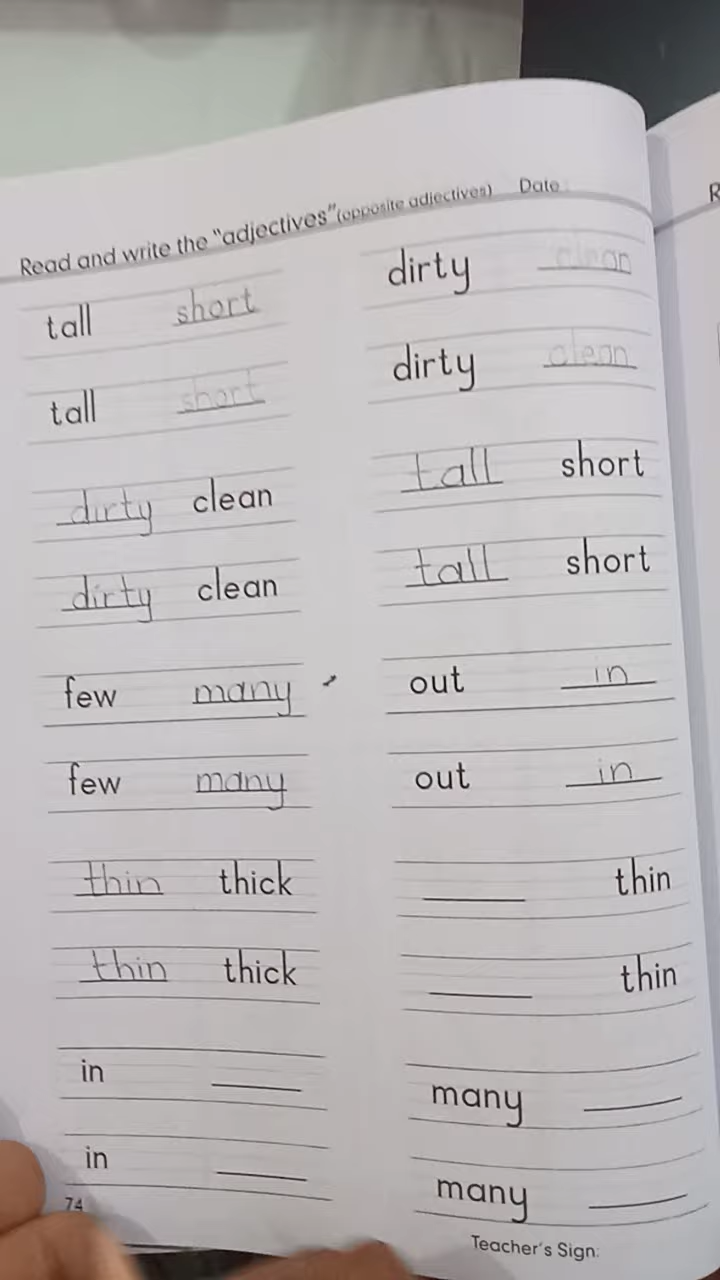 Read and write the "adjectives"(opposite adjectives) Date
tall short
tall short
dirty clean
dirty clean
few many
few many
thin thick
thin thick
in
in
74
dirty clean
dirty clean
tall short
tall short
out in
out in
thin
thin
many
many
Teacher's Sign:
R